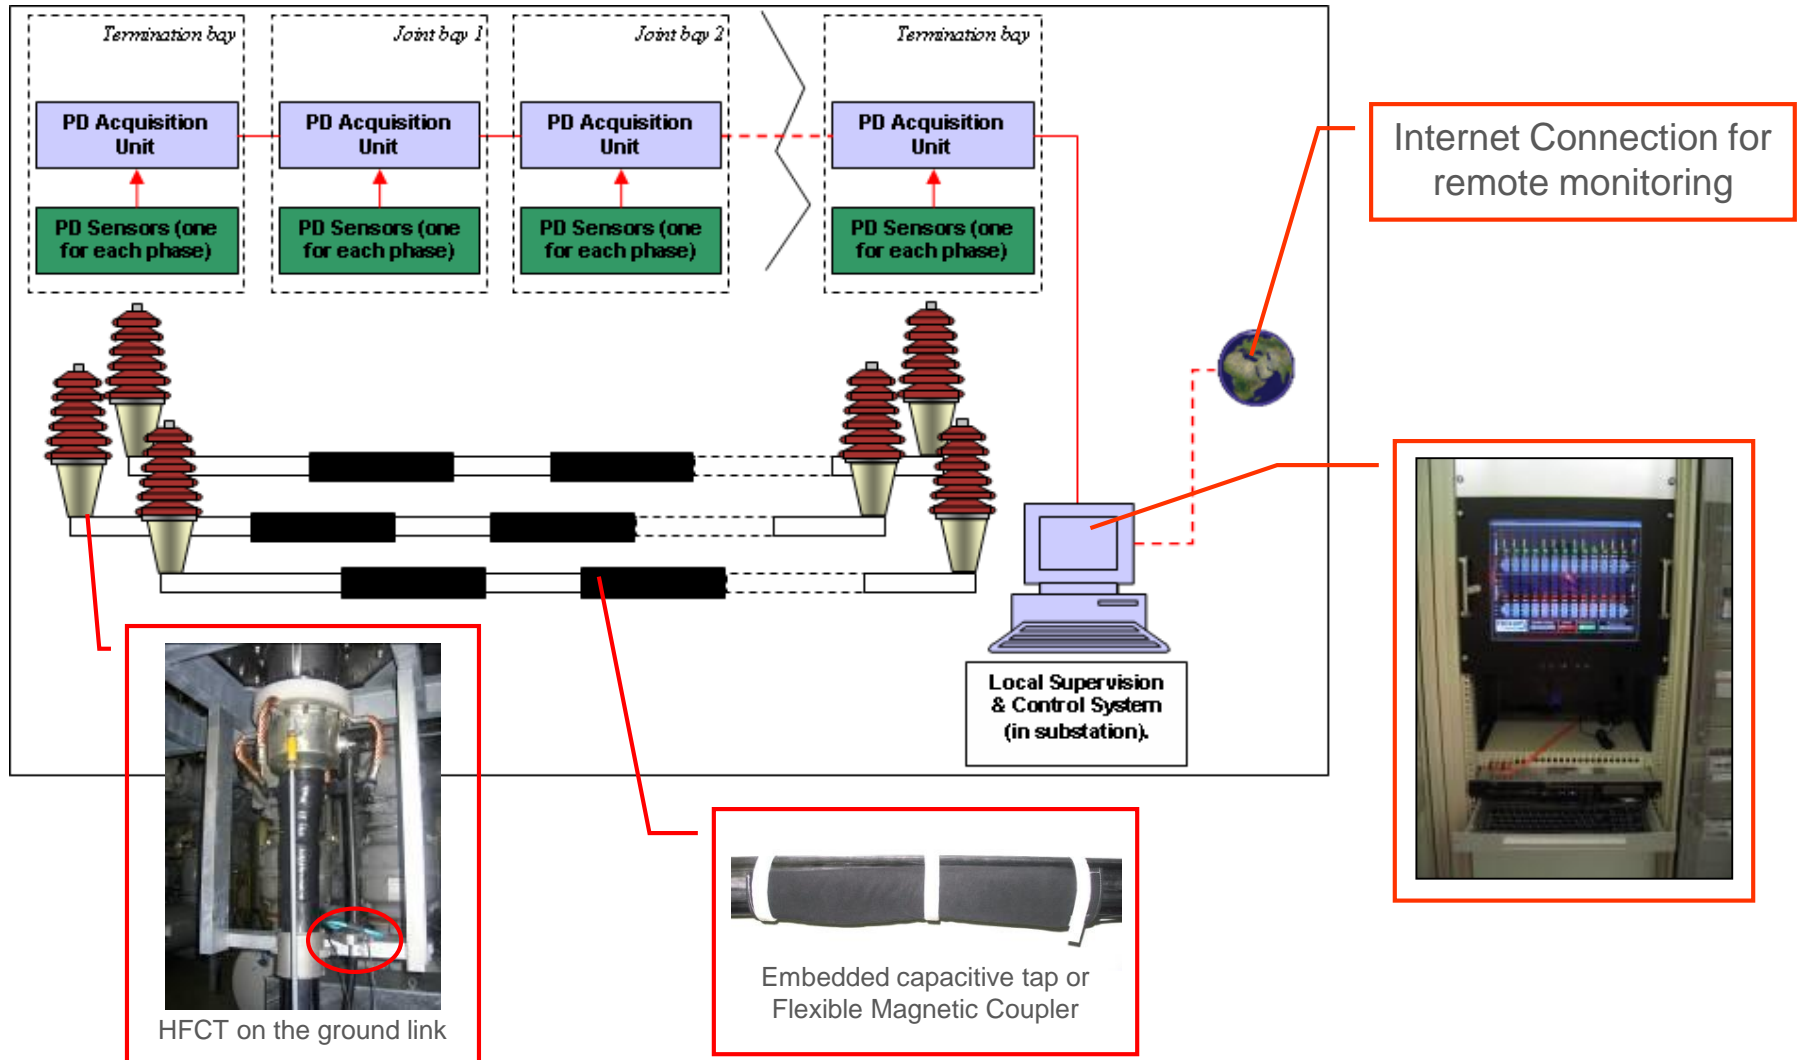 Termination bay
Joint bay 1
Joint bay 2
Termination bay
PD Acquisition
Unit
PD Acquisition
Unit
PD Acquisition
Unit
PD Acquisition
Unit
PD Sensors (one
for each phase)
PD Sensors (one
for each phase)
PD Sensors (one
for each phase)
PD Sensors (one
for each phase)
Internet Connection for
remote monitoring
Local Supervision
& Control System
(in substation).
HFCT on the ground link
Embedded capacitive tap or
Flexible Magnetic Coupler